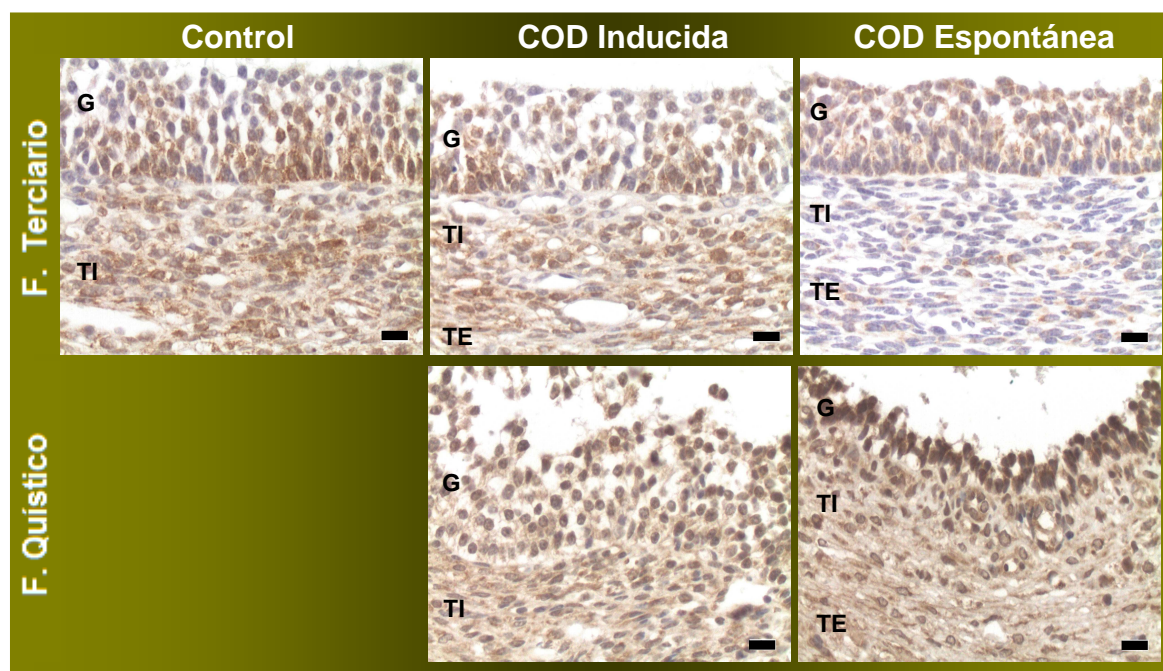 Control
COD Inducida
COD Espontánea
F. Terciario
G
TI
G
TI
TE
G
TI
TE
F. Quístico
G
TI
G
TI
TE